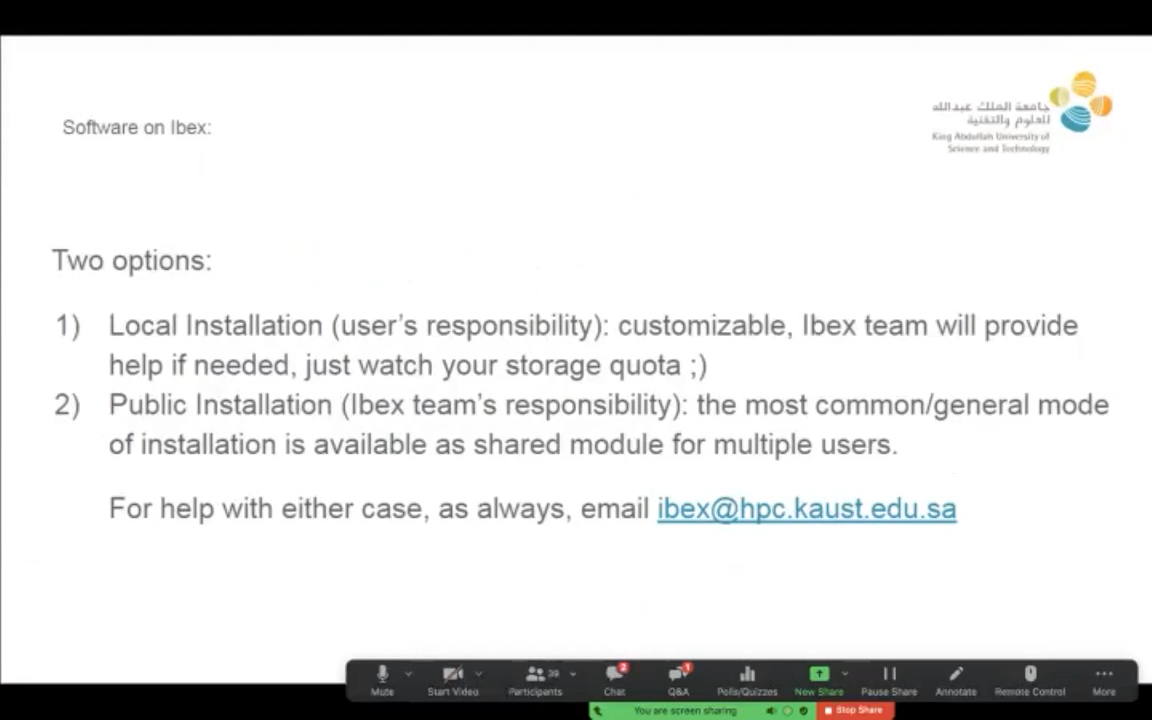 Software on Ibex:
جامعة الملك عبدالله
للعلوم والتقنية
King Abdullah University of
Science and Technology
Two options:
1) Local Installation (user's responsibility): customizable, Ibex team will provide
help if needed, just watch your storage quota ;)
2) Public Installation (Ibex team's responsibility): the most common/general mode
of installation is available as shared module for multiple users.
For help with either case, as always, email ibex@hpc.kaust.edu.sa
39 2 1
Mute Start Video Participants Chat Q&A Polls/Quizzes New Share Pause Share Annotate Remote Control More
You are screen sharing Stop Share